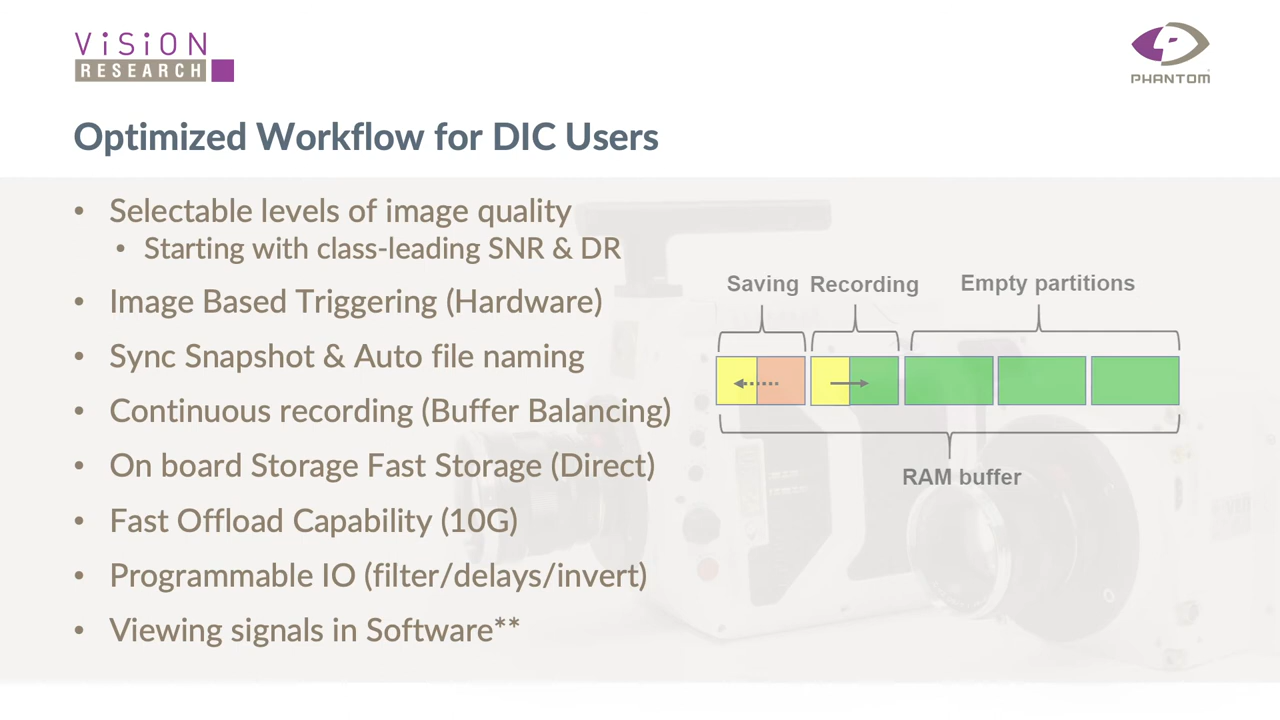 ViSiON
RESEARCH
PHANTOM
Optimized Workflow for DIC Users
• Selectable levels of image quality
• Starting with class-leading SNR & DR
• Image Based Triggering (Hardware)
• Sync Snapshot & Auto file naming
• Continuous recording (Buffer Balancing)
• On board Storage Fast Storage (Direct)
• Fast Offload Capability (10G)
• Programmable IO (filter/delays/invert)
• Viewing signals in Software**
Saving Recording Empty partitions
RAM buffer